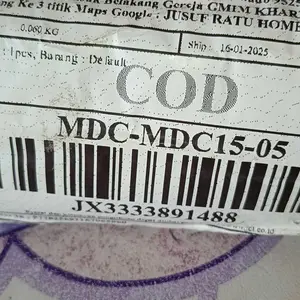 Belakang Gereja GMIM KHAR
ng Ke 3 titik Maps Google : JUSUF RATU HOME
0.060 KG
Ship : 16-01-2025
: 1pcs, Barang : Default
COD
MDC-MDC15-05
JX3333891488